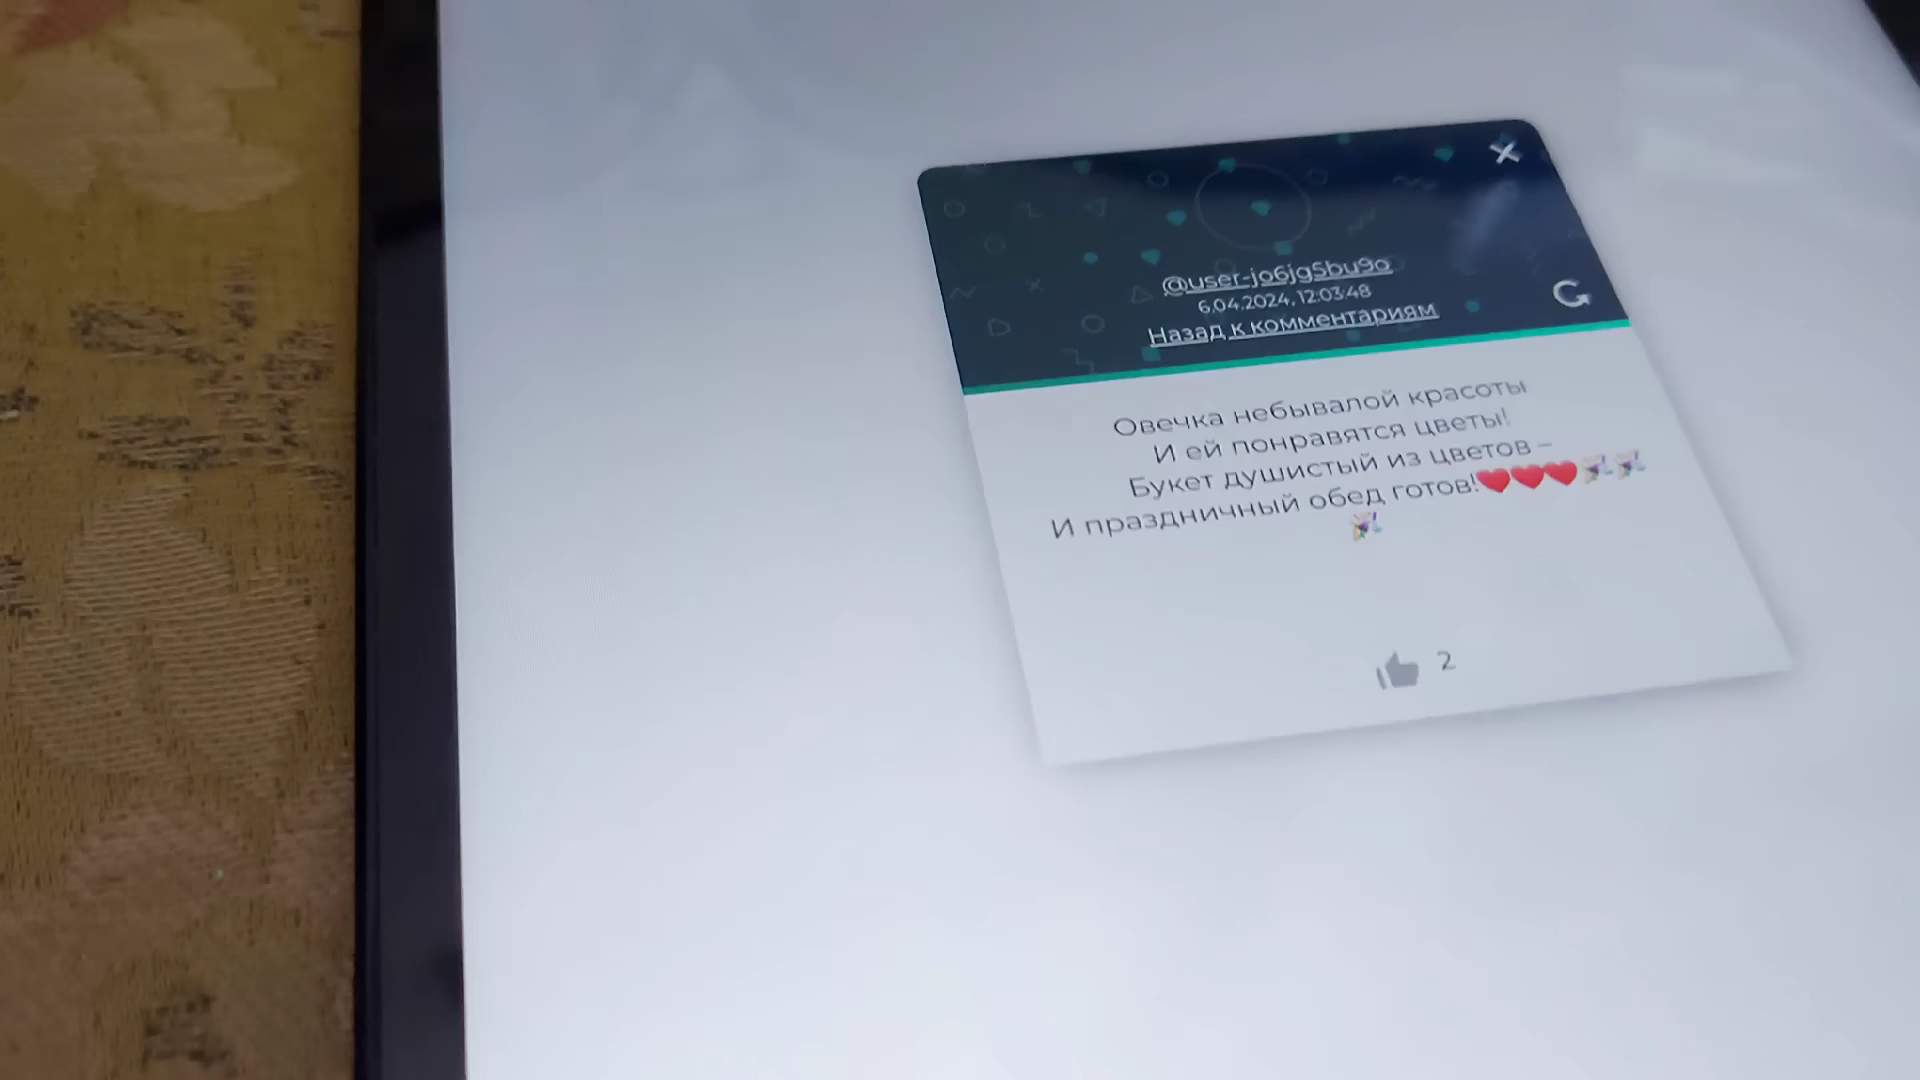 @user-jo6jg5bu9o
6.04.2024, 12:03:48
Назад к комментариям
Овечка небывалой красоты
И ей понравятся цветы!
Букет душистый из цветов –
И праздничный обед готов!❤❤❤🎉🎉
🎉
2